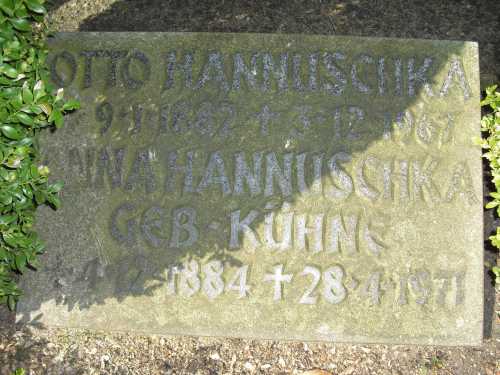 OTTO HANNUSCHKA
9·1·1882 + 3·12·1967
ANNA HANNUSCHKA
GEB·KÜHNE
4·12·1884 + 28·4·1971